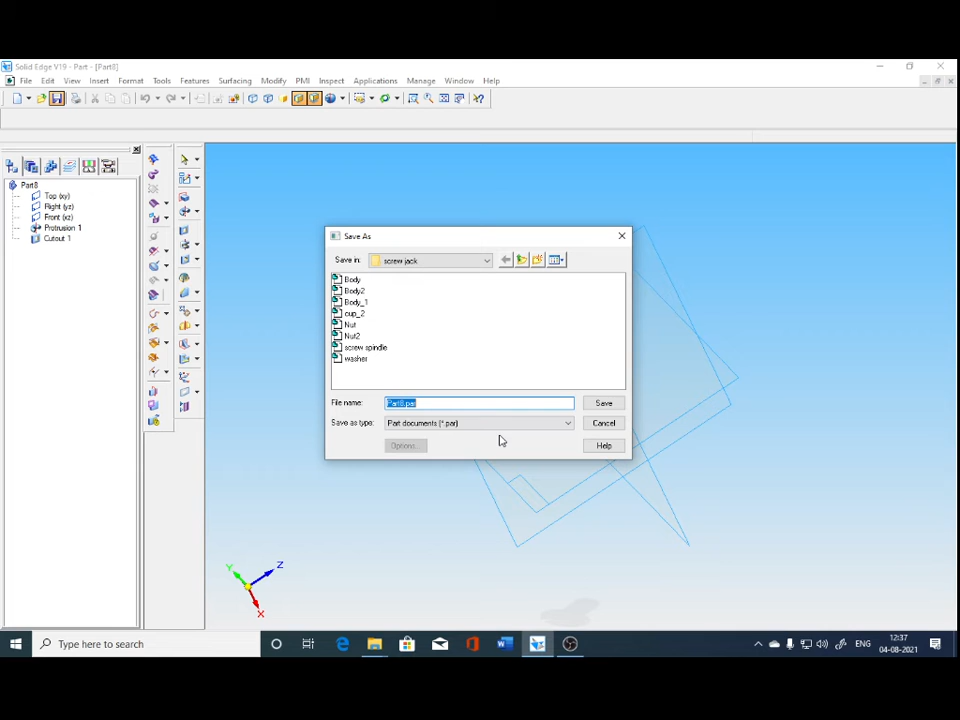 Solid Edge V19 - Part - [Part8]
File Edit View Insert Format Tools Features Surfacing Modify PMI Inspect Applications Manage Window Help
Part8
Top (xy)
Right (yz)
Front (xz)
Protrusion 1
Cutout 1
Save As
Save in: screw jack
Body
Body2
Body_1
cup_2
Nut
Nut2
screw spindle
washer
File name: Part8.par Save
Save as type: Part documents (*.par) Cancel
Options... Help
Y Z
X
Type here to search
ENG
12:37
04-08-2021